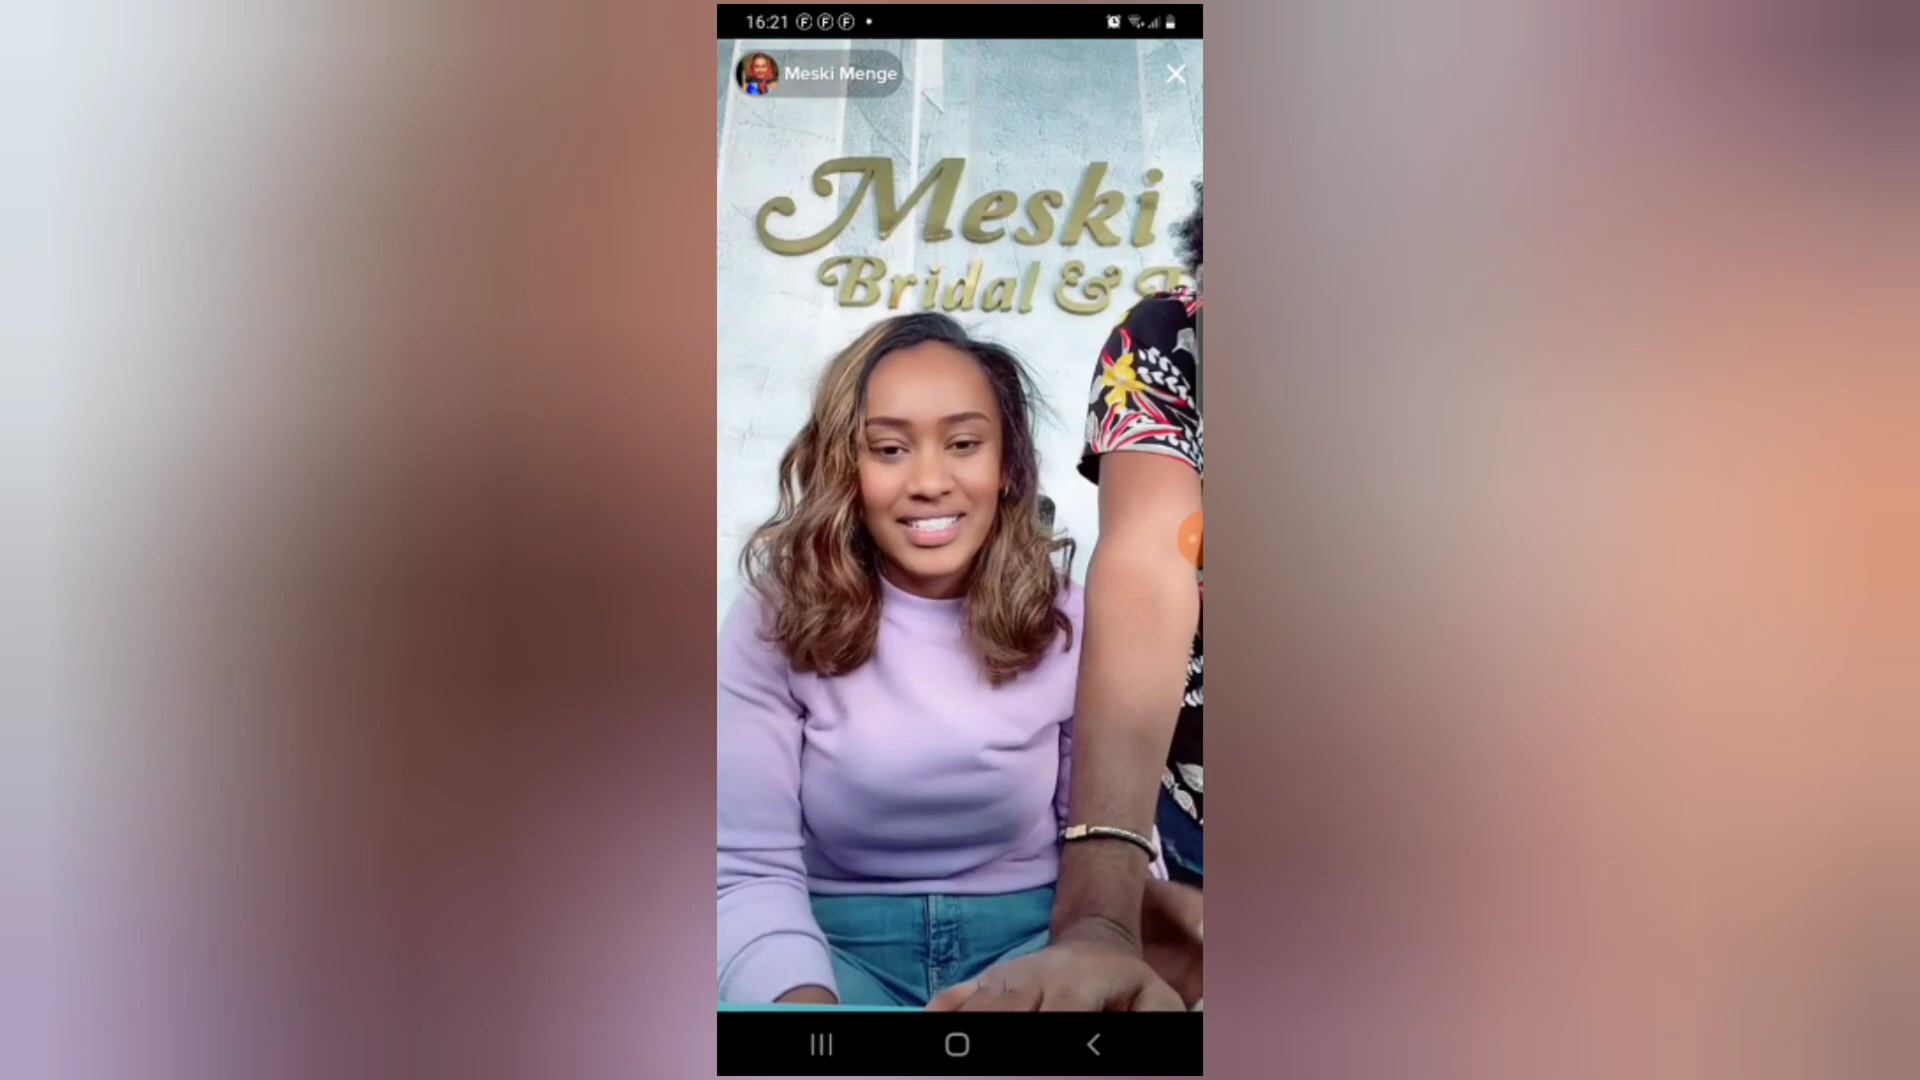 16:21 Ⓕ Ⓕ Ⓕ •
Meski Menge
Meski
Bridal &